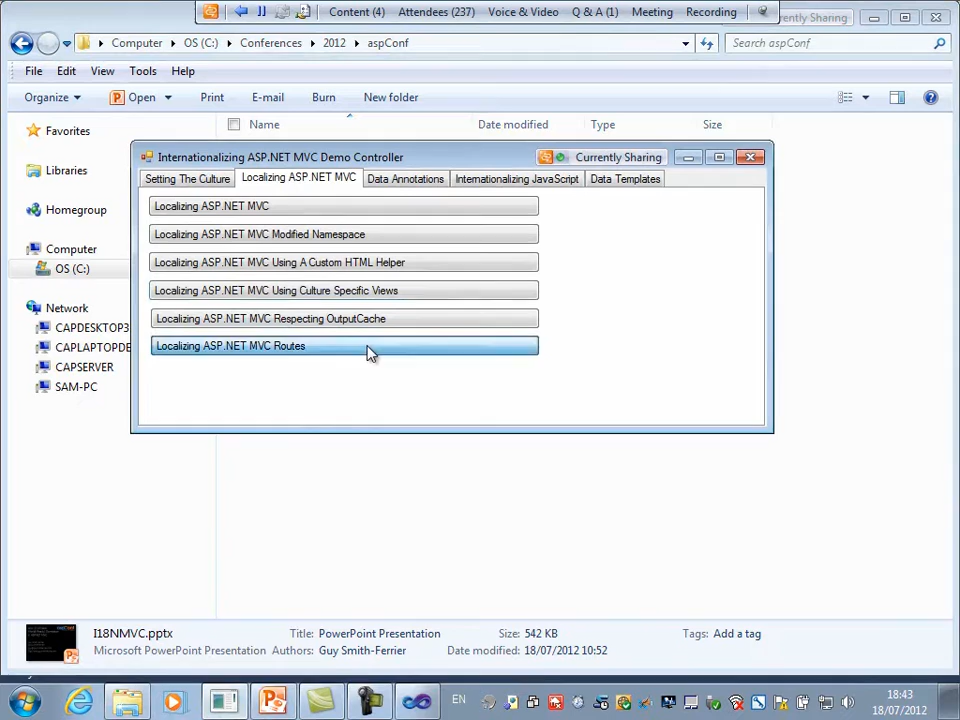 Content (4) Attendees (237) Voice & Video Q & A (1) Meeting Recording
rrently Sharing
Computer OS (C:) Conferences 2012 aspConf
Search aspConf
File Edit View Tools Help
Organize Open Print E-mail Burn New folder
Favorites
Libraries
Homegroup
Computer
OS (C:)
Network
CAPDESKTOP3
CAPLAPTOPDE
CAPSERVER
SAM-PC
Name Date modified Type Size
Internationalizing ASP.NET MVC Demo Controller
Currently Sharing
Setting The Culture Localizing ASP.NET MVC Data Annotations Internationalizing JavaScript Data Templates
Localizing ASP.NET MVC
Localizing ASP.NET MVC Modified Namespace
Localizing ASP.NET MVC Using A Custom HTML Helper
Localizing ASP.NET MVC Using Culture Specific Views
Localizing ASP.NET MVC Respecting OutputCache
Localizing ASP.NET MVC Routes
I18NMVC.pptx Title: PowerPoint Presentation Size: 542 KB Tags: Add a tag
Microsoft PowerPoint Presentation Authors: Guy Smith-Ferrier Date modified: 18/07/2012 10:52
EN
18:43
18/07/2012